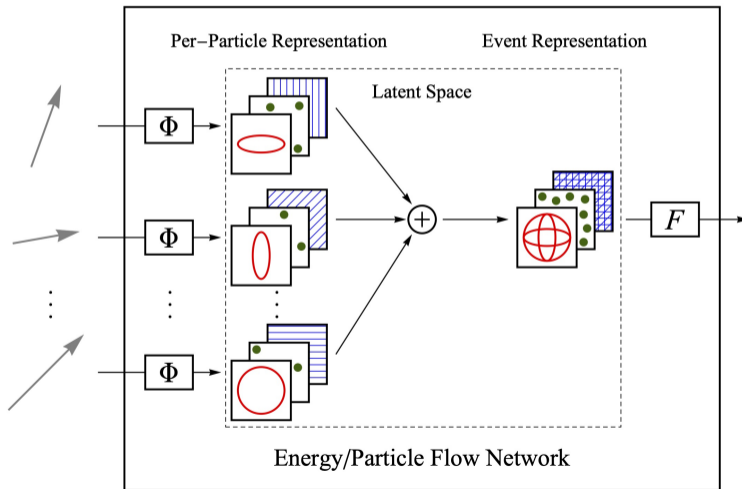 Per–Particle Representation
Event Representation
Latent Space
Φ
Φ
+
F
Φ
Energy/Particle Flow Network